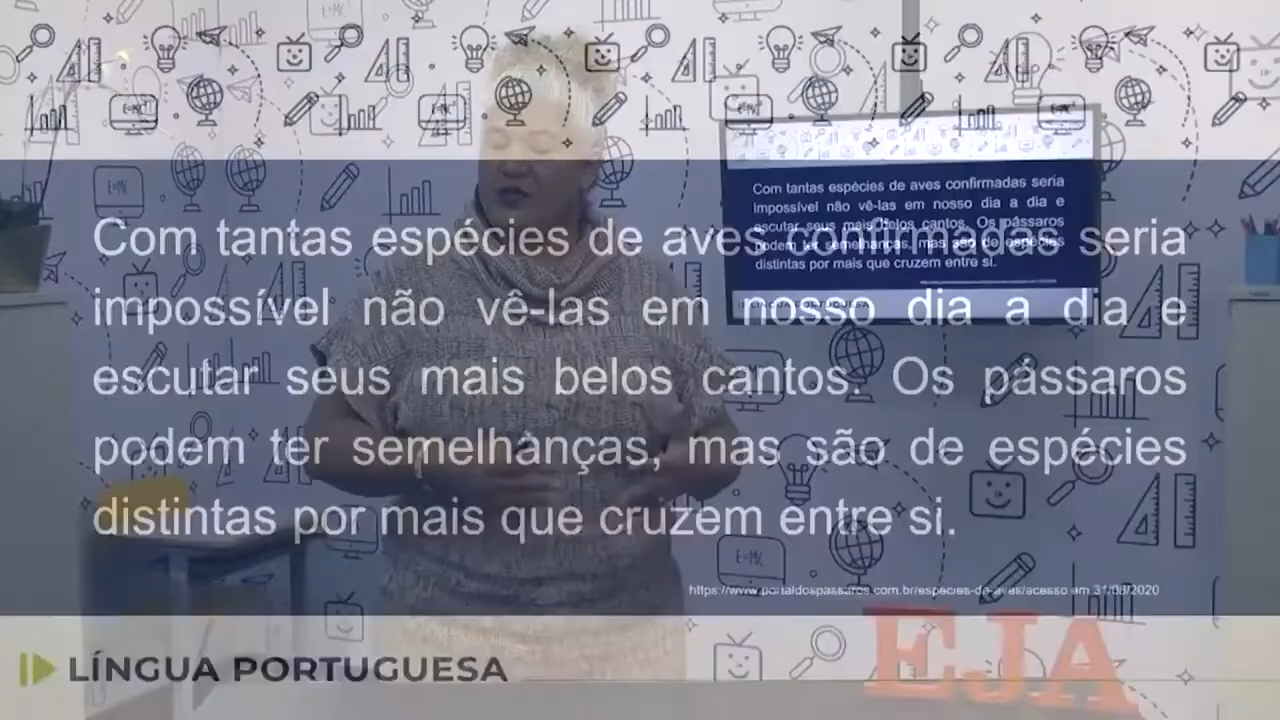 Com tantas espécies de aves confirmadas seria
impossível não vê-las em nosso dia a dia e
escutar seus mais belos cantos. Os pássaros
podem ter semelhanças, mas são de espécies
distintas por mais que cruzem entre si.
Com tantas espécies de aves confirmadas seria
impossível não vê-las em nosso dia a dia e
escutar seus mais belos cantos. Os pássaros
podem ter semelhanças, mas são de espécies
distintas por mais que cruzem entre si.
LÍNGUA PORTUGUESA
https://www.portaldospassaros.com.br/especies-de-aves/acesso em 31/08/2020
LÍNGUA PORTUGUESA
EJA